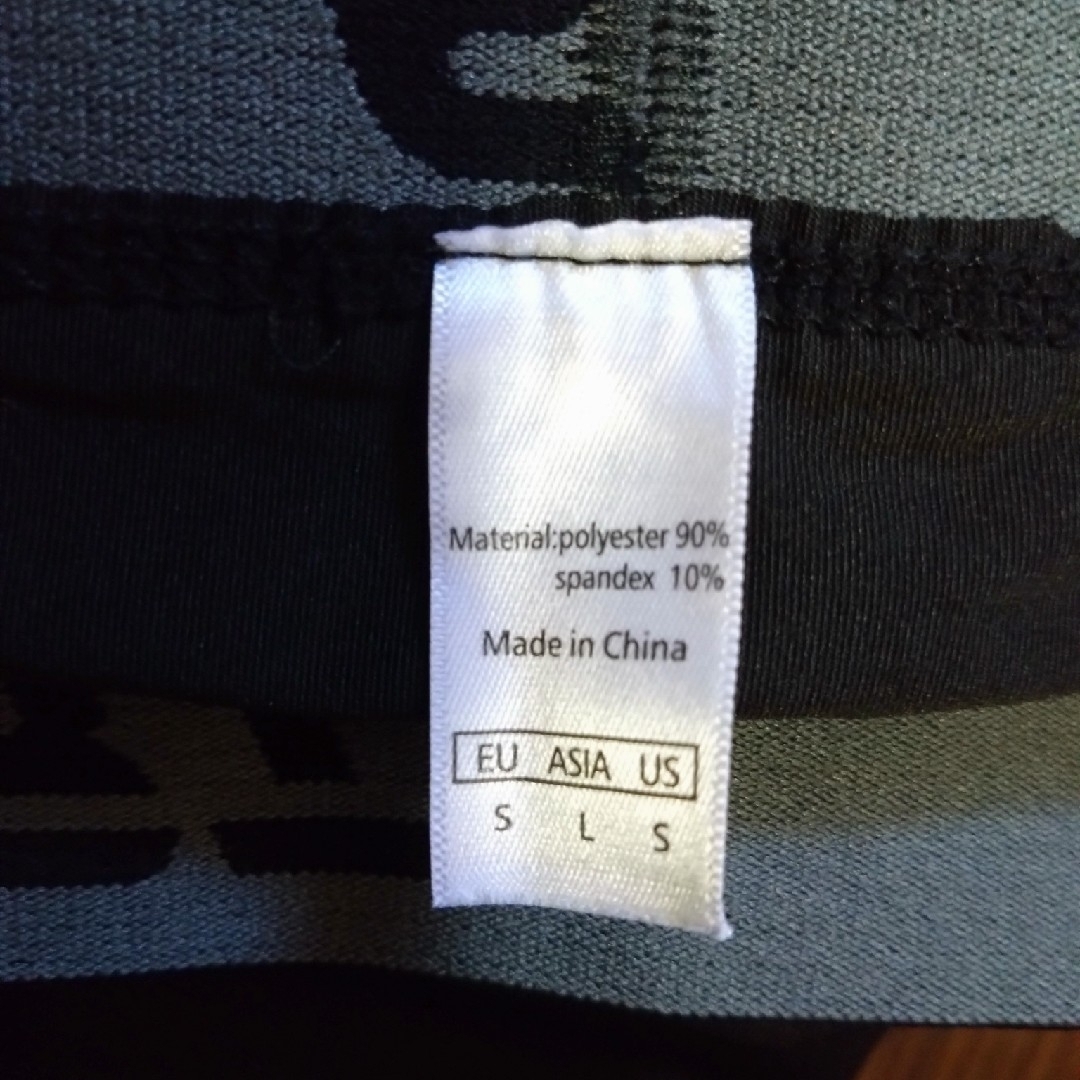 Material:polyester 90%
spandex 10%
Made in China
EU ASIA US
S L S